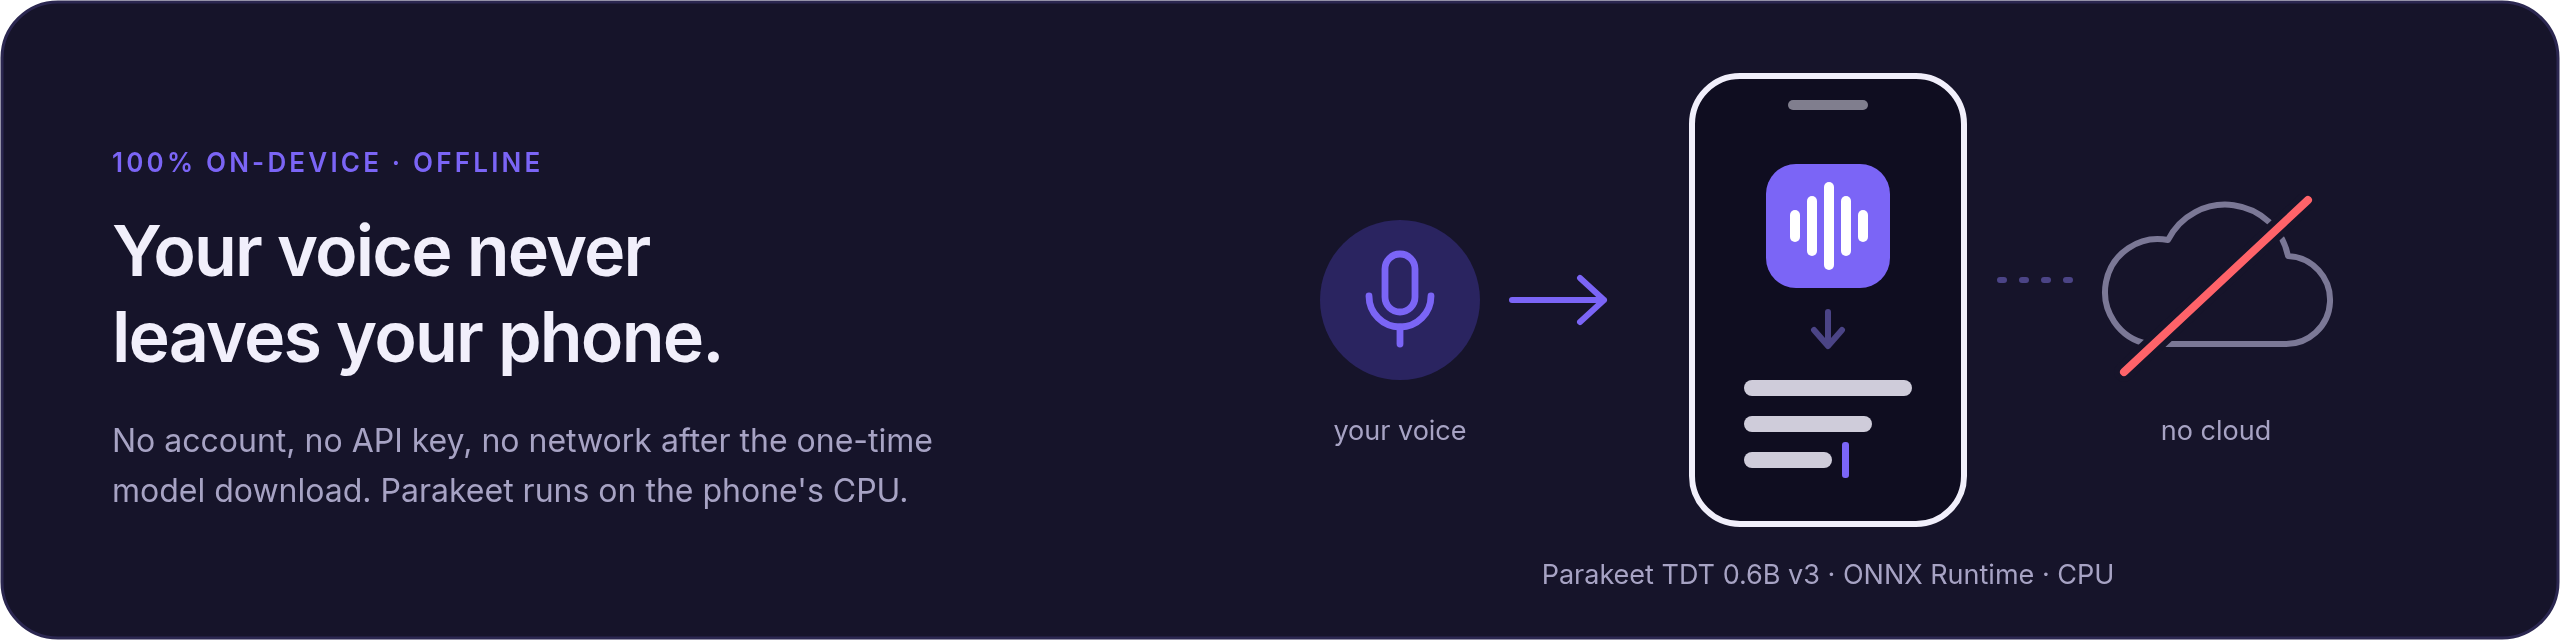 100% ON-DEVICE · OFFLINE
Your voice never
leaves your phone.
No account, no API key, no network after the one-time
model download. Parakeet runs on the phone's CPU.
your voice
no cloud
Parakeet TDT 0.6B v3 · ONNX Runtime · CPU